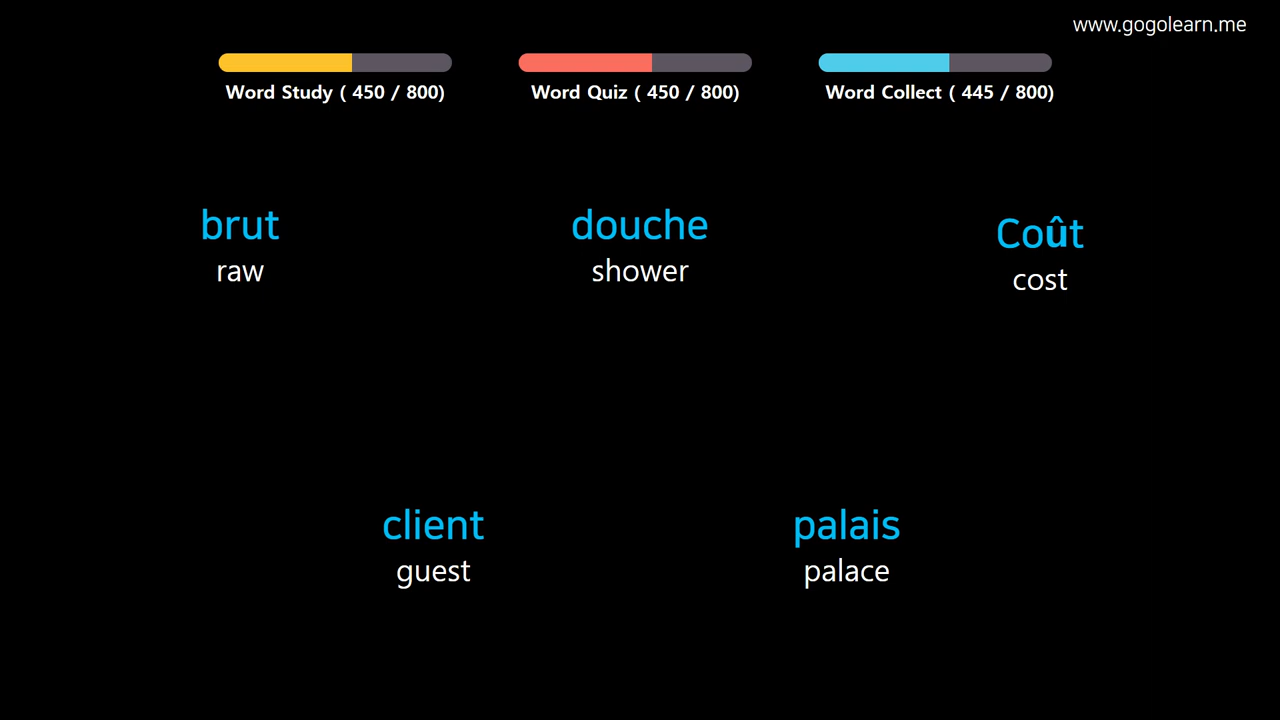 www.gogolearn.me
Word Study ( 450 / 800)
Word Quiz ( 450 / 800)
Word Collect ( 445 / 800)
brut
raw
douche
shower
Coût
cost
client
guest
palais
palace